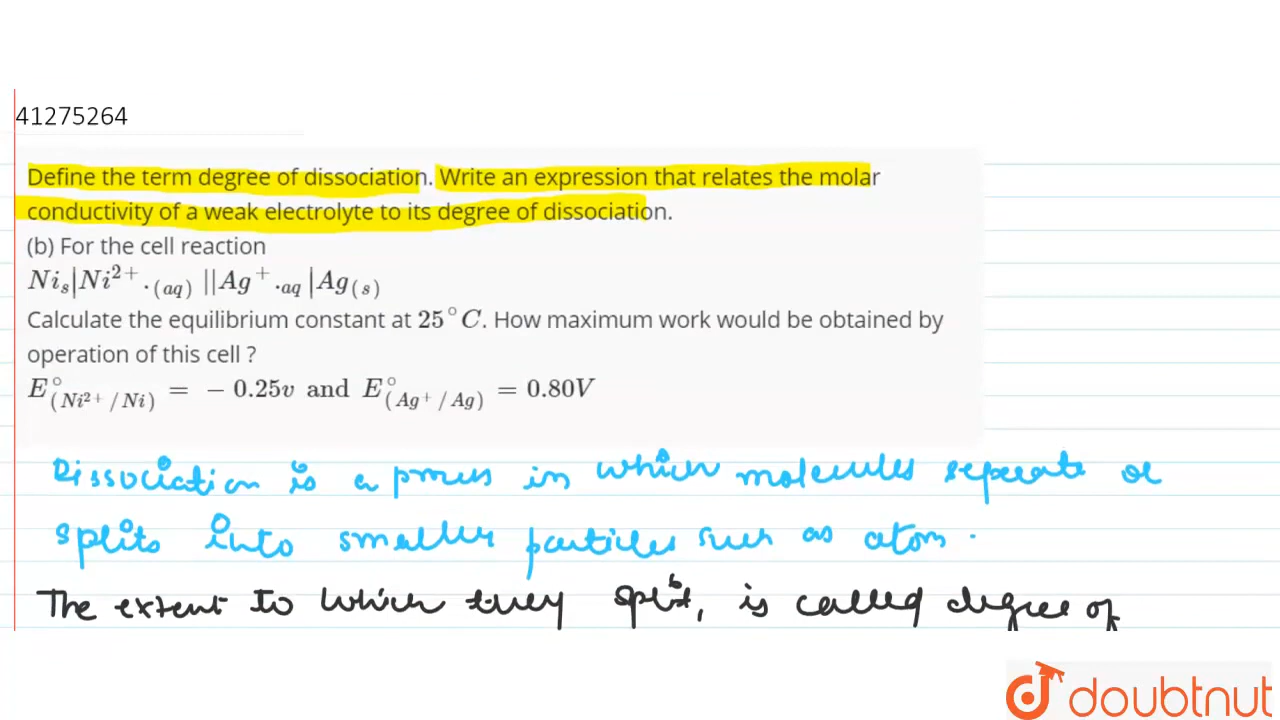 41275264
Define the term degree of dissociation. Write an expression that relates the molar
conductivity of a weak electrolyte to its degree of dissociation.
(b) For the cell reaction
Ni_s|Ni^{2+}._{(aq)} ||Ag^+._{aq} |Ag_{(s)}
Calculate the equilibrium constant at 25°C. How maximum work would be obtained by
operation of this cell ?
E°_{(Ni^{2+}/Ni)} = - 0.25v and E°_{(Ag^+/Ag)} = 0.80V
Dissociation is a process in which molecules seperate or
splits into smaller particles such as atom.
The extent to which they split, is called degree of
doubtnut